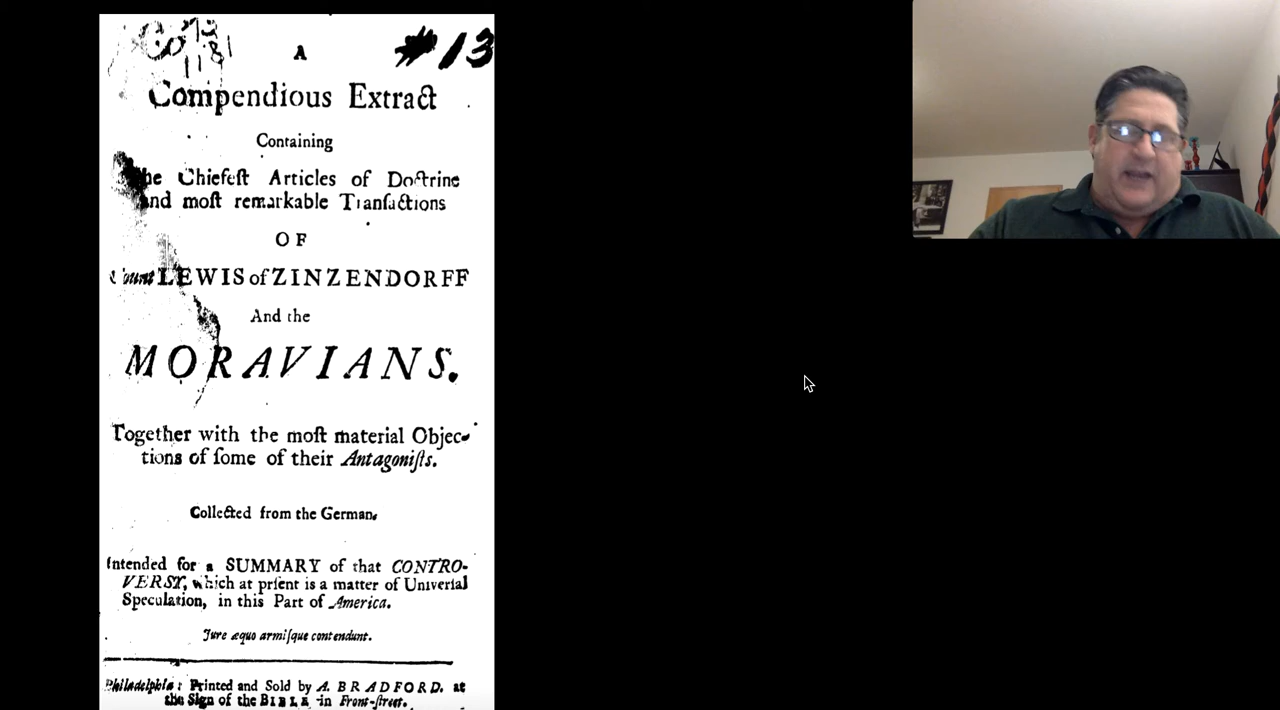 #13
A
Compendious Extract
Containing
he Chiefeſt Articles of Doctrine
and moſt remarkable Tranſactions
OF
Count LEWIS of ZINZENDORFF
And the
MORAVIANS.
Together with the moſt material Objec-
tions of ſome of their Antagoniſts.
Collected from the German.
Intended for a SUMMARY of that CONTRO-
VERSY, which at prſent is a matter of Univerſal
Speculation, in this Part of America.
Jure æquo armiſque contendunt.
Philadelphia: Printed and Sold by A. BRADFORD. at
the Sign of the BIBLE in Front-ſtreet.